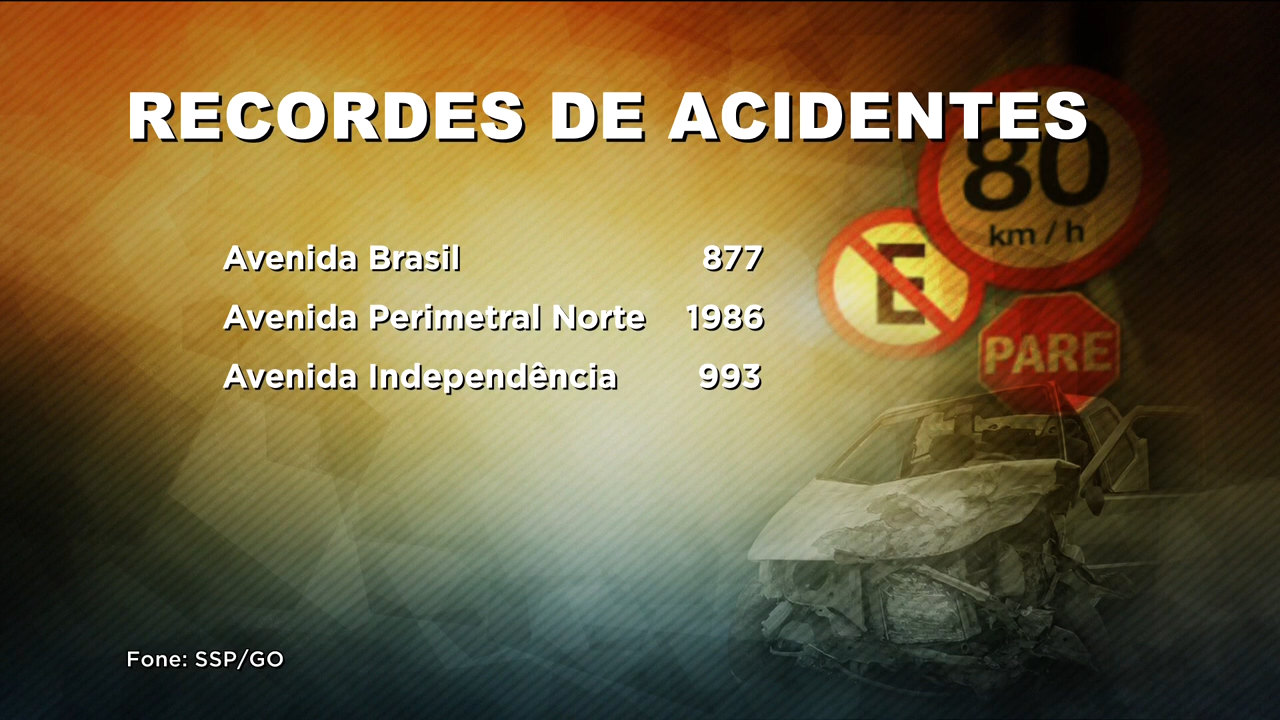 RECORDES DE ACIDENTES
80
km/h
E
Avenida Brasil 877
Avenida Perimetral Norte 1986
Avenida Independência 993
PARE
Fone: SSP/GO